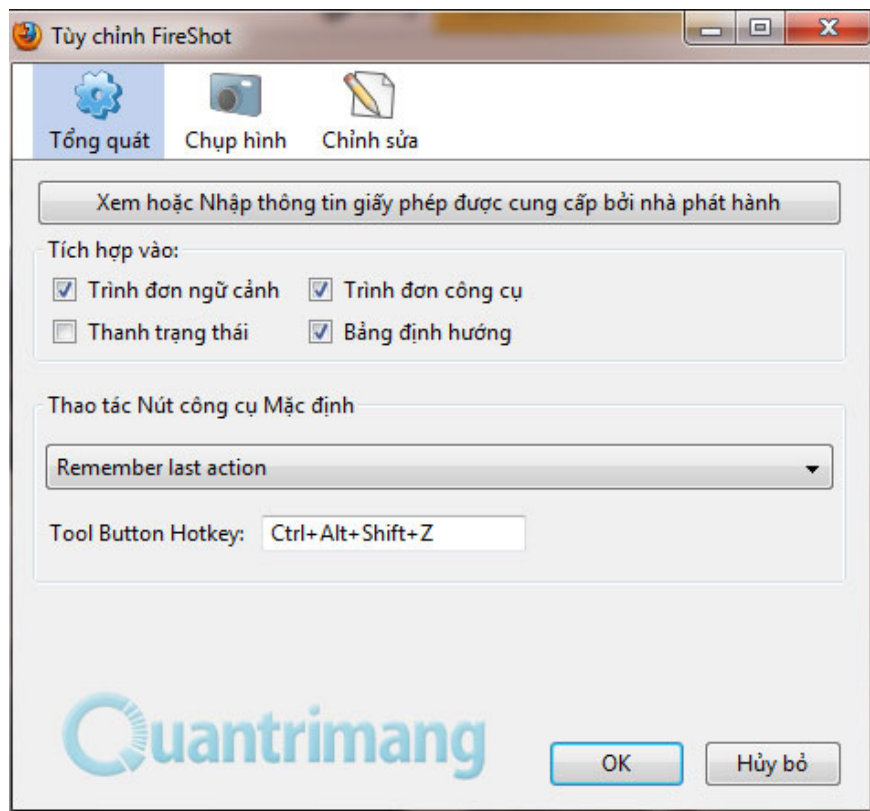 Tùy chỉnh FireShot
Tổng quát Chụp hình Chỉnh sửa
Xem hoặc Nhập thông tin giấy phép được cung cấp bởi nhà phát hành
Tích hợp vào:
Trình đơn ngữ cảnh Trình đơn công cụ
Thanh trạng thái Bảng định hướng
Thao tác Nút công cụ Mặc định
Remember last action
Tool Button Hotkey: Ctrl+Alt+Shift+Z
Quantrimang
OK Hủy bỏ